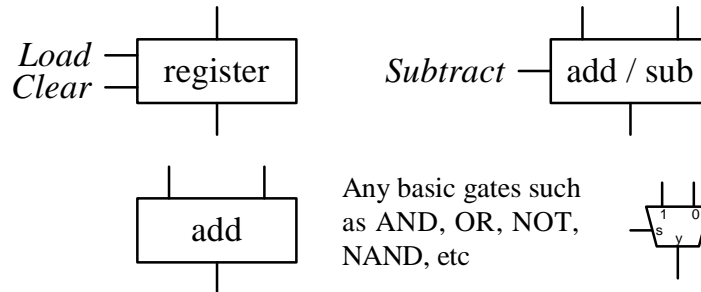 Load
Clear
register
Subtract
add / sub
add
Any basic gates such
as AND, OR, NOT,
NAND, etc
1 0
s
y